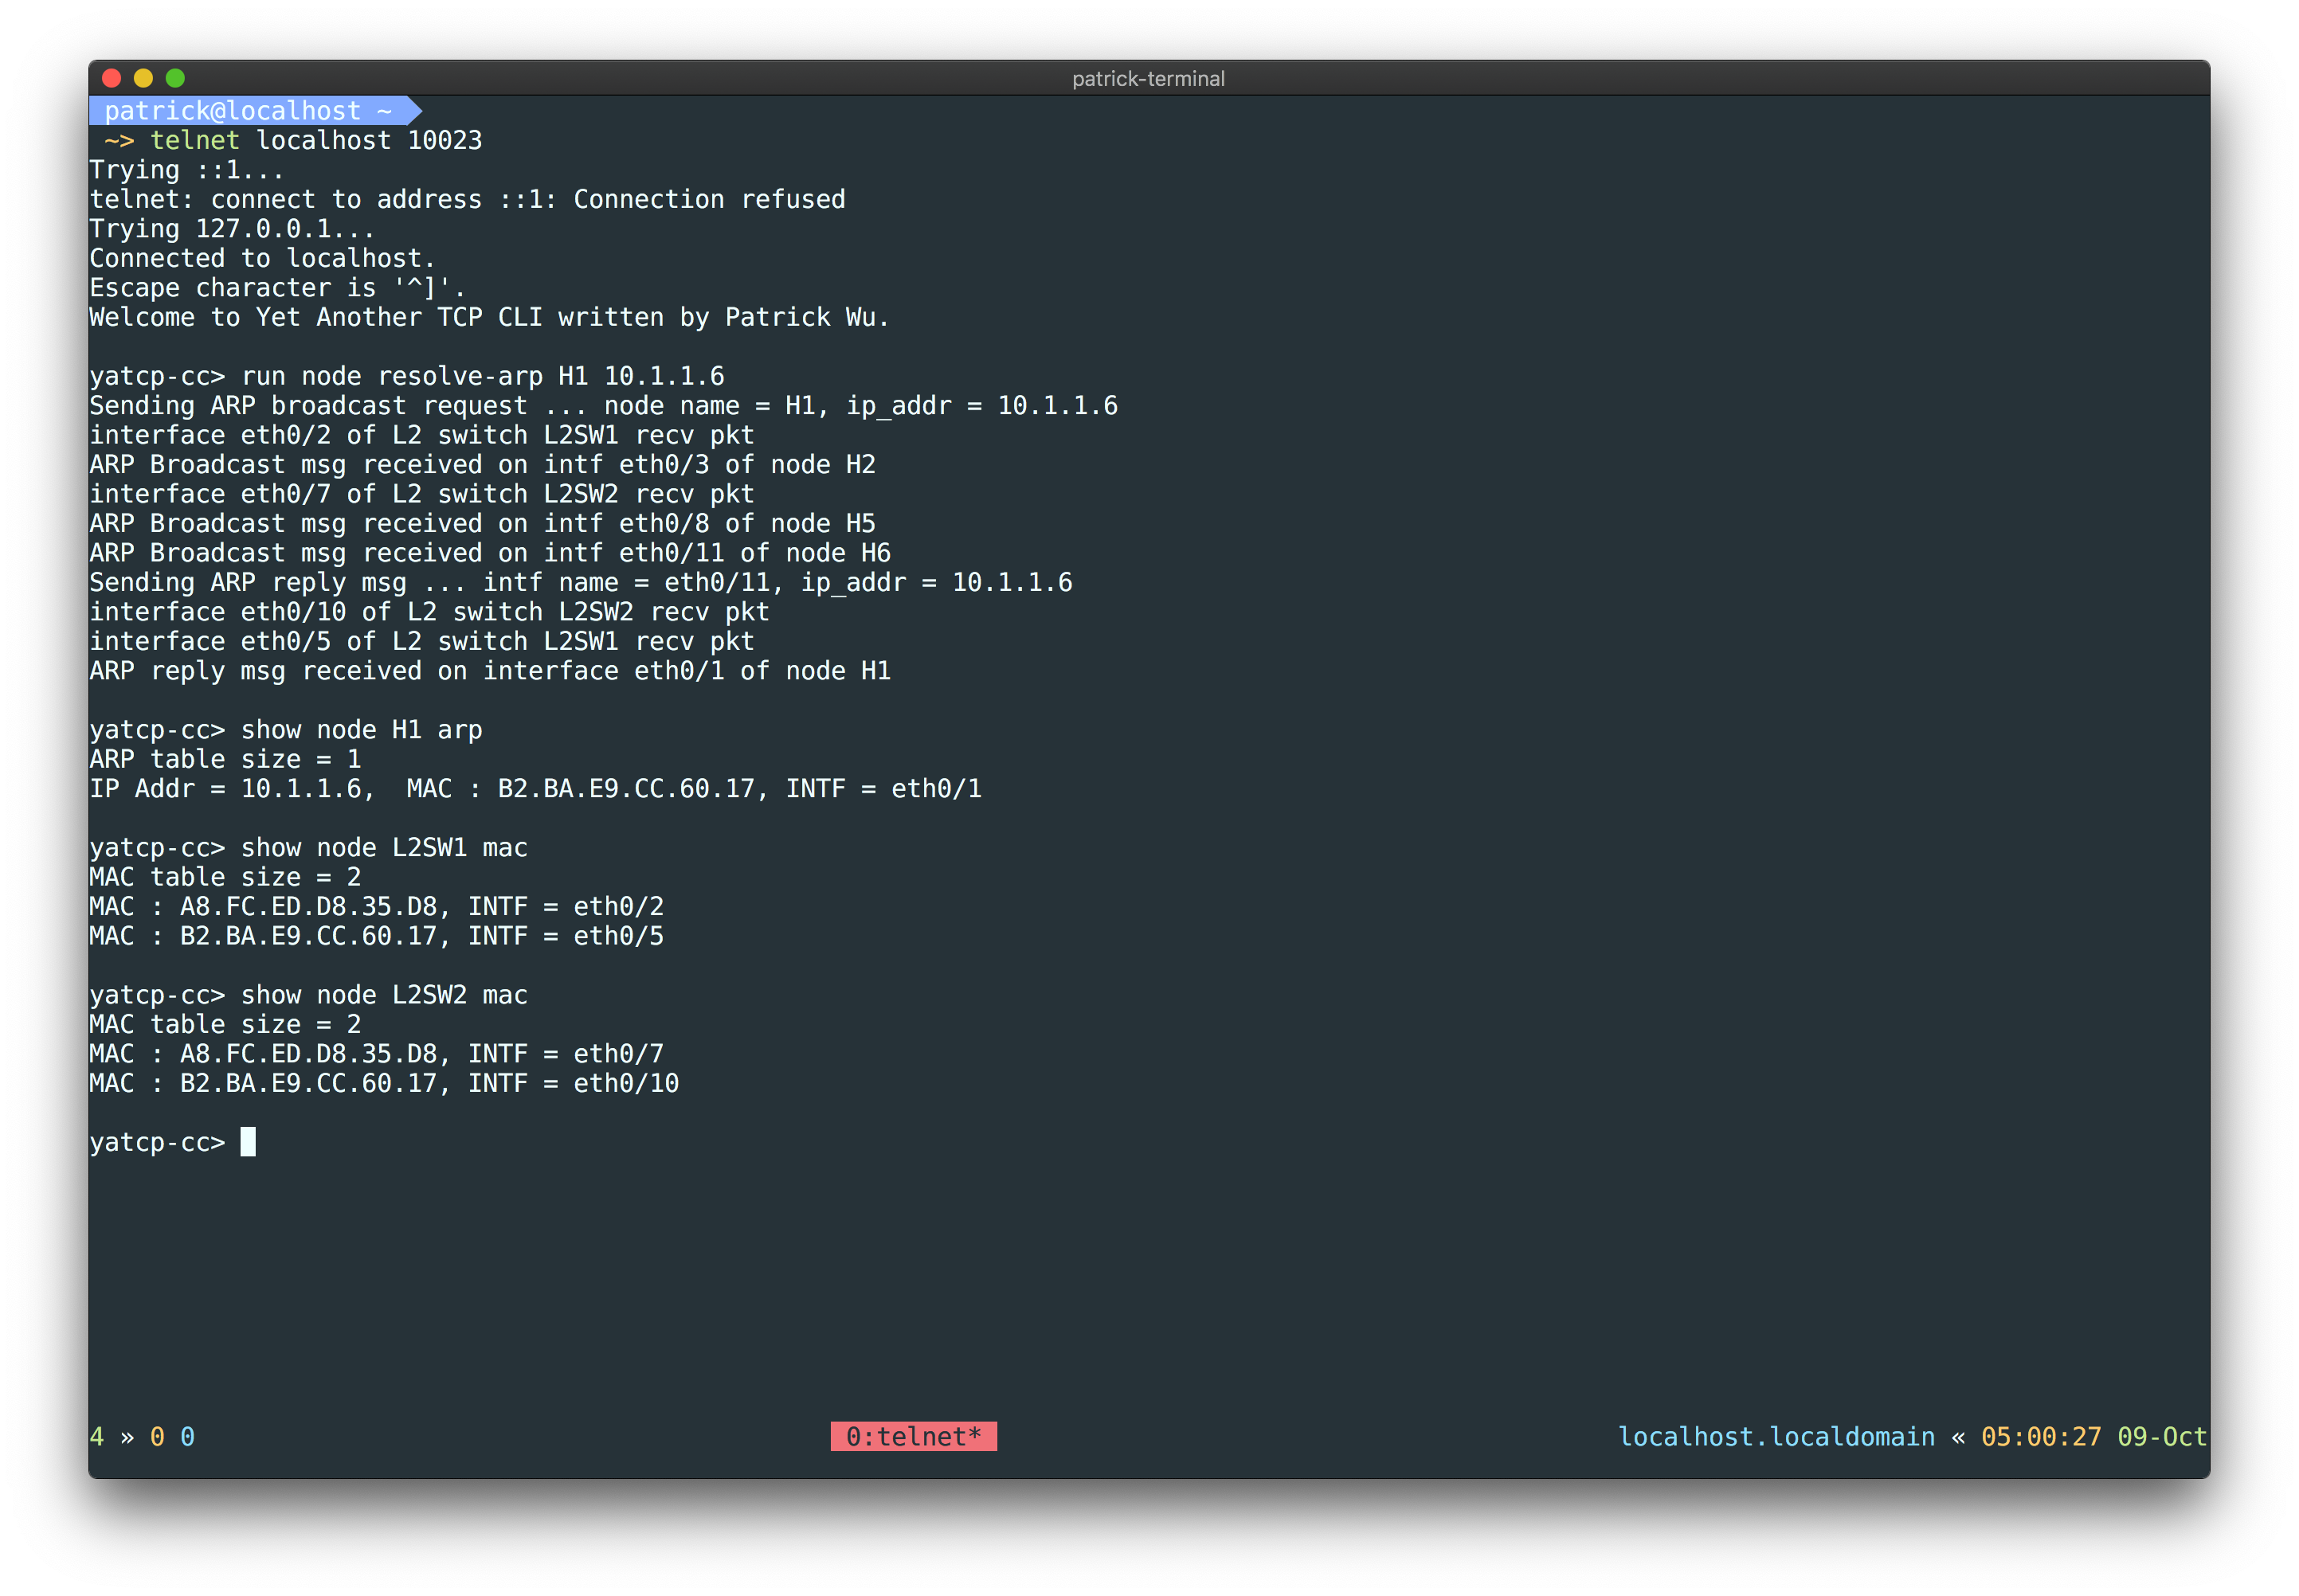 patrick-terminal
patrick@localhost ~
~> telnet localhost 10023
Trying ::1...
telnet: connect to address ::1: Connection refused
Trying 127.0.0.1...
Connected to localhost.
Escape character is '^]'.
Welcome to Yet Another TCP CLI written by Patrick Wu.
yatcp-cc> run node resolve-arp H1 10.1.1.6
Sending ARP broadcast request ... node name = H1, ip_addr = 10.1.1.6
interface eth0/2 of L2 switch L2SW1 recv pkt
ARP Broadcast msg received on intf eth0/3 of node H2
interface eth0/7 of L2 switch L2SW2 recv pkt
ARP Broadcast msg received on intf eth0/8 of node H5
ARP Broadcast msg received on intf eth0/11 of node H6
Sending ARP reply msg ... intf name = eth0/11, ip_addr = 10.1.1.6
interface eth0/10 of L2 switch L2SW2 recv pkt
interface eth0/5 of L2 switch L2SW1 recv pkt
ARP reply msg received on interface eth0/1 of node H1
yatcp-cc> show node H1 arp
ARP table size = 1
IP Addr = 10.1.1.6,  MAC : B2.BA.E9.CC.60.17, INTF = eth0/1
yatcp-cc> show node L2SW1 mac
MAC table size = 2
MAC : A8.FC.ED.D8.35.D8, INTF = eth0/2
MAC : B2.BA.E9.CC.60.17, INTF = eth0/5
yatcp-cc> show node L2SW2 mac
MAC table size = 2
MAC : A8.FC.ED.D8.35.D8, INTF = eth0/7
MAC : B2.BA.E9.CC.60.17, INTF = eth0/10
yatcp-cc>
4 » 0 0 0:telnet* localhost.localdomain « 05:00:27 09-Oct